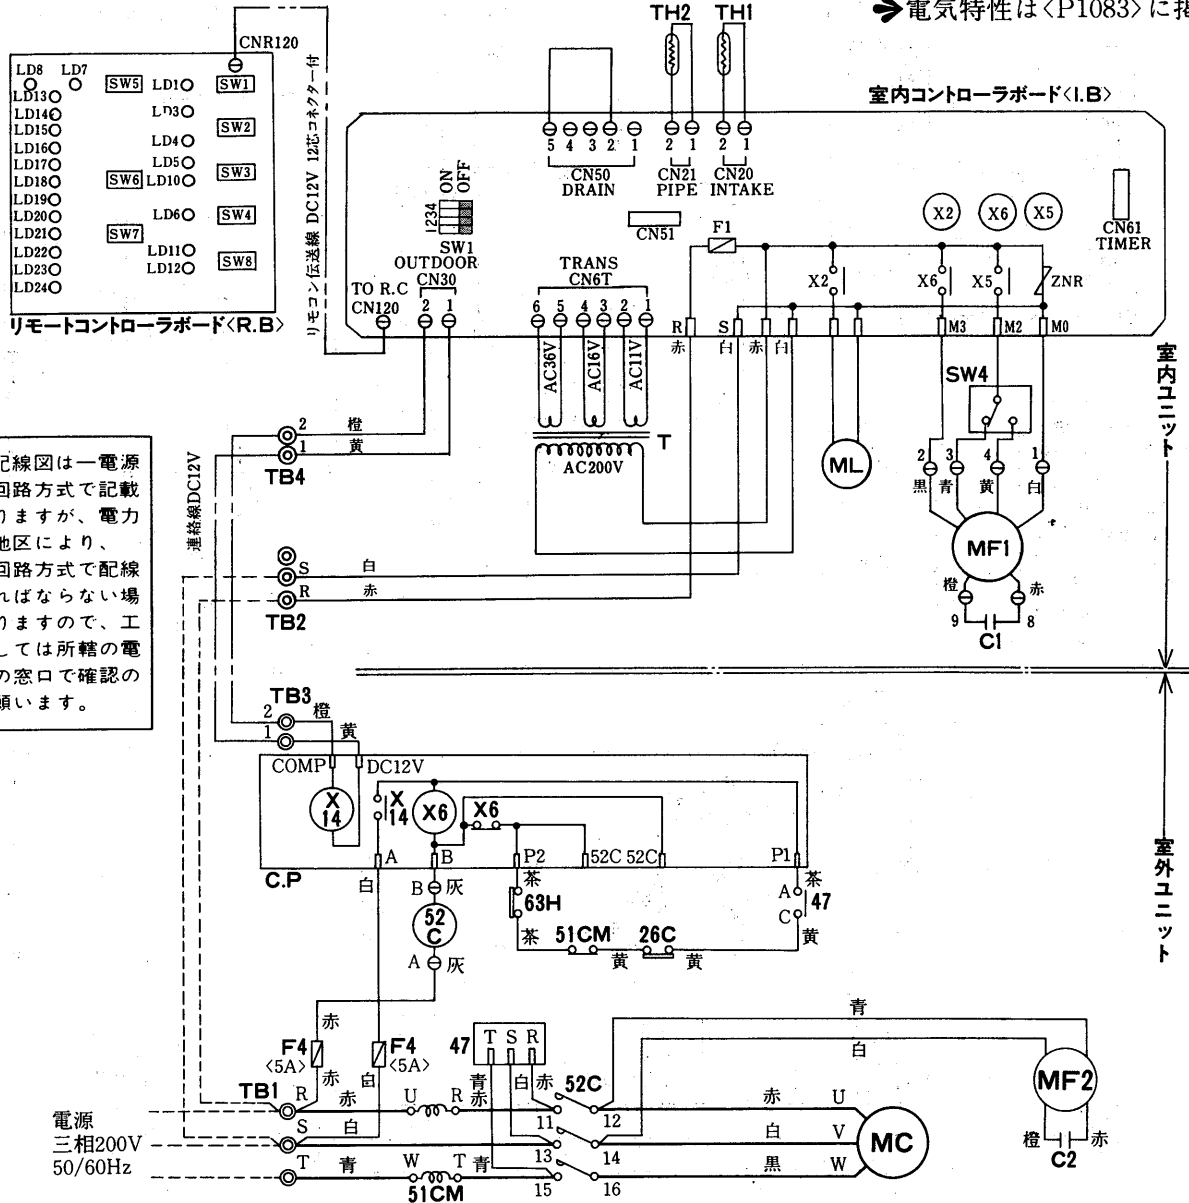 ➔電気特性は〈P1083〉に掲
CNR120
LD8 LD7
SW5 LD1 SW1
LD13
LD14
LD3
LD15
SW2
LD16
LD4
LD17
LD5
SW3
LD18
SW6 LD10
LD19
LD20
LD6 SW4
LD21
SW7
LD22
LD11
LD23
LD12 SW8
LD24
リモートコントローラボード〈R.B〉
リモコン伝送線 DC12V 12芯コネクター付
TH2 TH1
室内コントローラボード〈I.B〉
5 4 3 2 1
2 1
2 1
CN50
DRAIN
CN21
PIPE
CN20
INTAKE
ON
OFF
1234
SW1
CN51
F1
X2 X6 X5
CN61
TIMER
OUTDOOR
CN30
TRANS
CN6T
TO R.C
CN120
2 1
6 5 4 3 2 1
X2
X6
X5
ZNR
R S
M3 M2 M0
赤 白 赤 白
AC36V
AC16V
AC11V
T
AC200V
SW4
ML
2 3 4 1
黒 青 黄 白
MF1
橙 赤
9 8
C1
室内ユニット
2 橙
1 黄
TB4
連絡線DC12V
S 白
R 赤
TB2
配線図は一電源
回路方式で記載
りますが、電力
地区により、
回路方式で配線
ればならない場
りますので、工
しては所轄の電
の窓口で確認の
願います。
TB3
2 橙
1 黄
COMP DC12V
X
14
X
14
X6
X6
A B P2 52C 52C P1
C.P
白
B 灰
茶
63H
茶
茶
A
C
47
黄
52
C
51CM 26C
黄 黄
A 灰
室外ユニット
赤
F4
〈5A〉
赤
F4
〈5A〉
白
47
T S R
青 白 赤
52C
青
白
MF2
橙 赤
C2
TB1
R 赤 U R 赤
11 12
赤 U
電源
三相200V
50/60Hz
S 白
13 14
白 V
MC
T 青 W T 青
15 16
黒 W
51CM